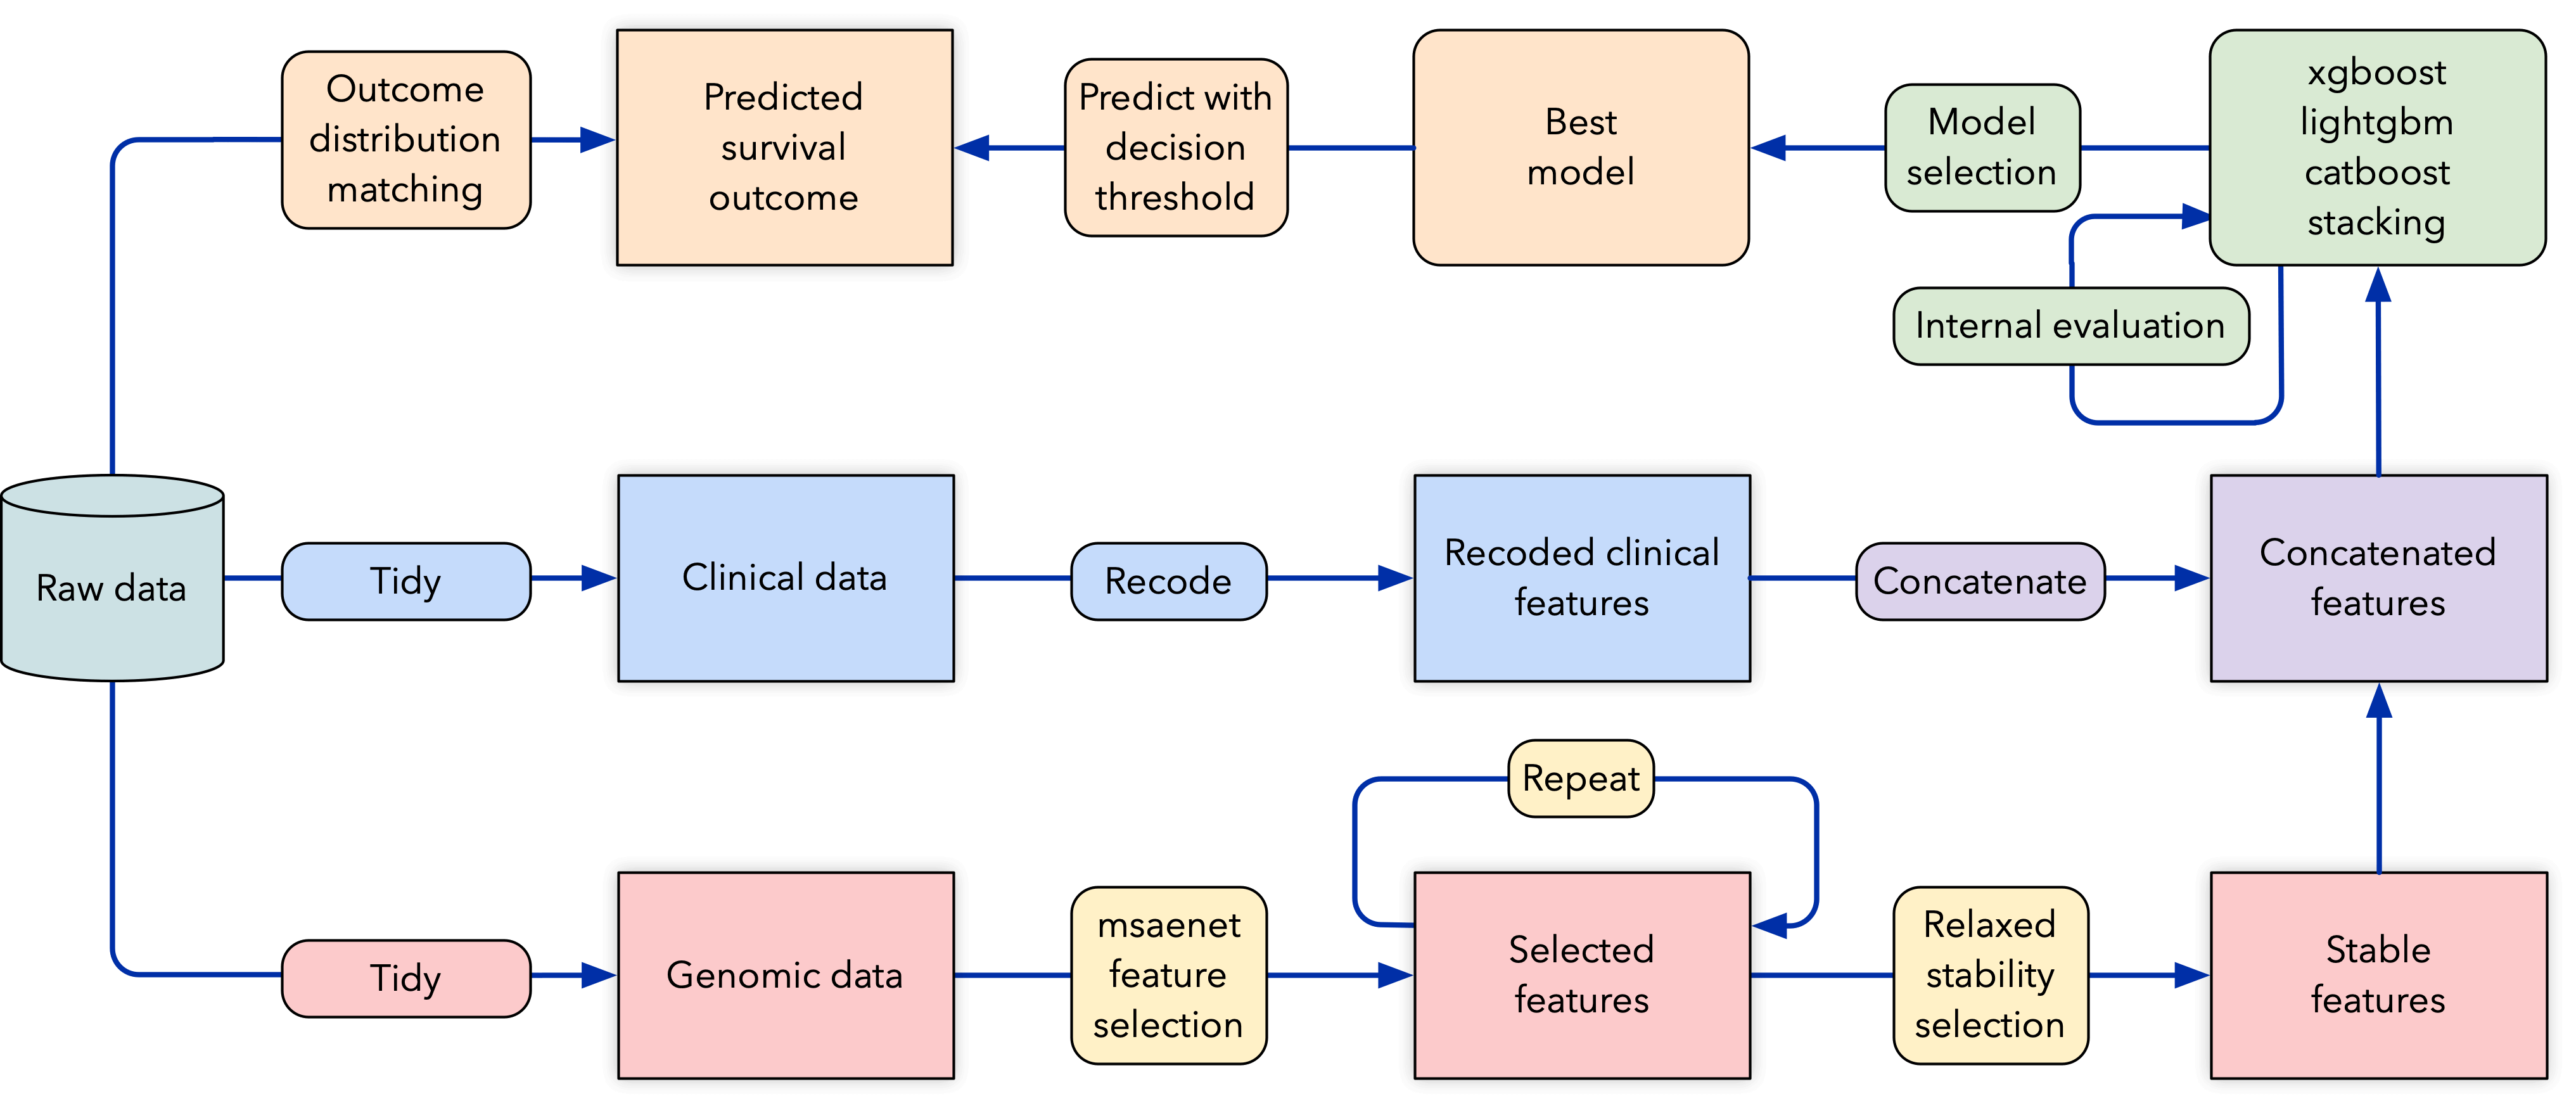 Outcome
distribution
matching
Predicted
survival
outcome
Predict with
decision
threshold
Best
model
Model
selection
xgboost
lightgbm
catboost
stacking
Internal evaluation
Raw data
Tidy
Clinical data
Recode
Recoded clinical
features
Concatenate
Concatenated
features
Repeat
Tidy
Genomic data
msaenet
feature
selection
Selected
features
Relaxed
stability
selection
Stable
features